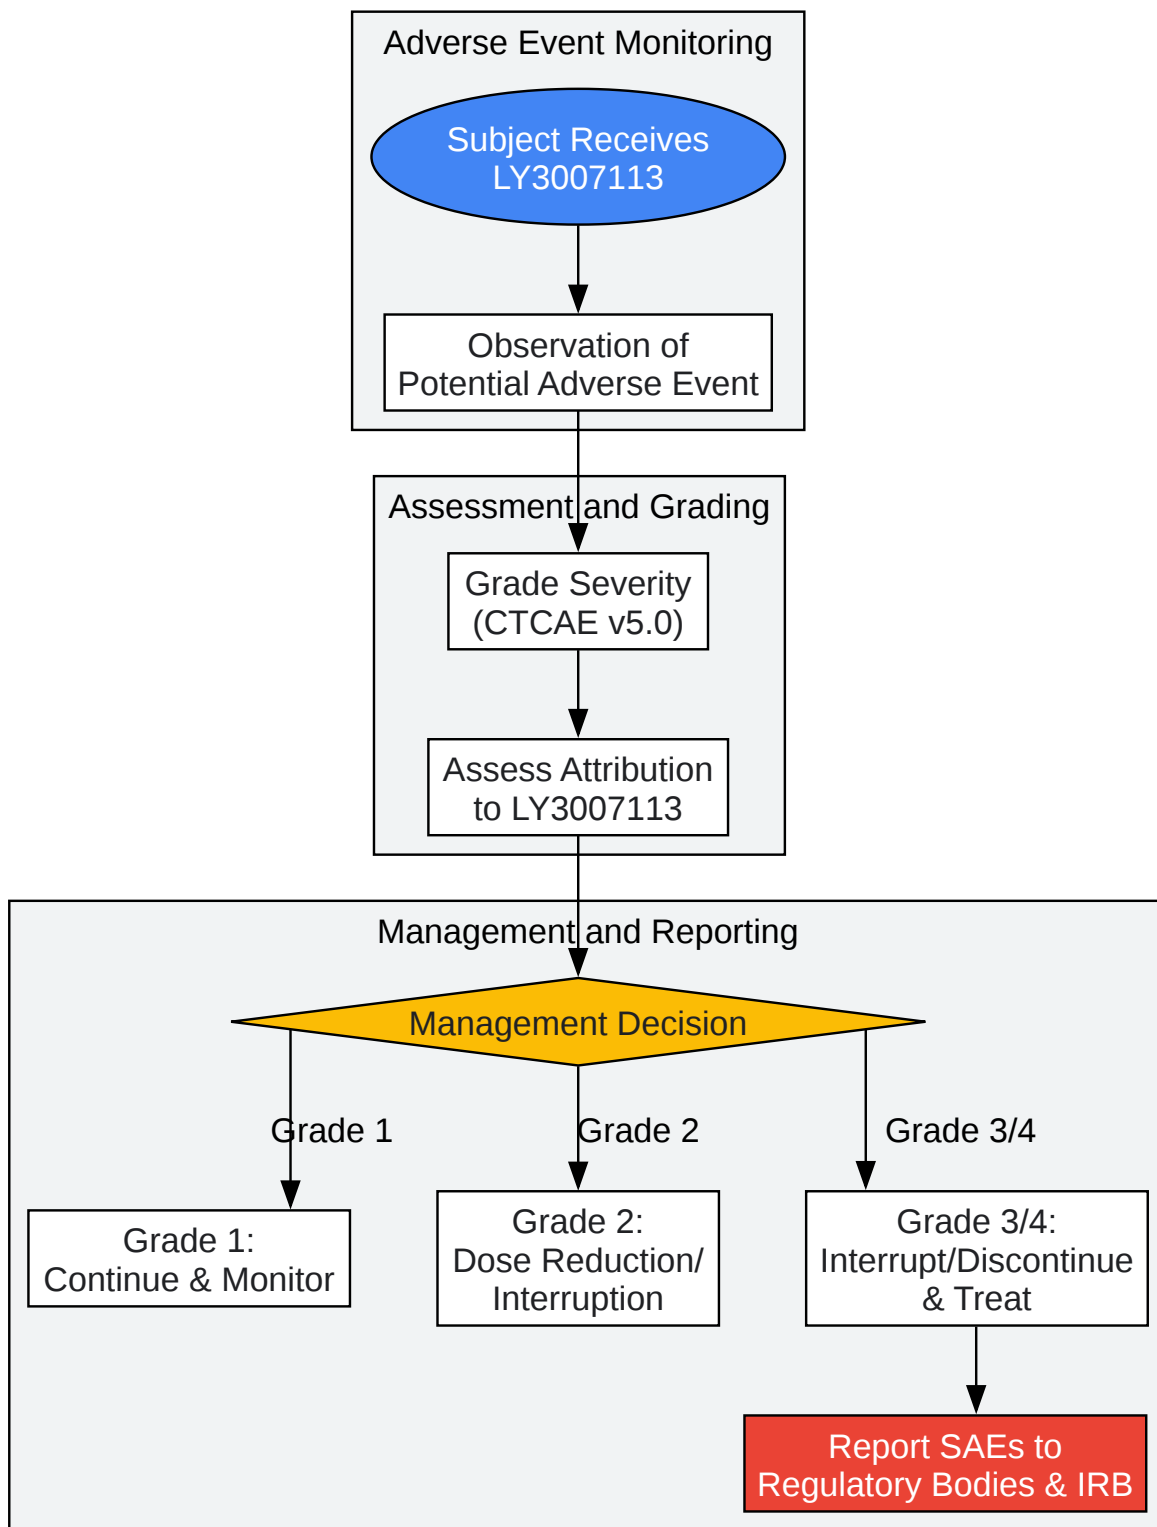 Adverse Event Monitoring
Subject Receives
LY3007113
Observation of
Potential Adverse Event
Assessment and Grading
Grade Severity
(CTCAE v5.0)
Assess Attribution
to LY3007113
Management and Reporting
Management Decision
Grade 1
Grade 2
Grade 3/4
Grade 1:
Continue & Monitor
Grade 2:
Dose Reduction/
Interruption
Grade 3/4:
Interrupt/Discontinue
& Treat
Report SAEs to
Regulatory Bodies & IRB